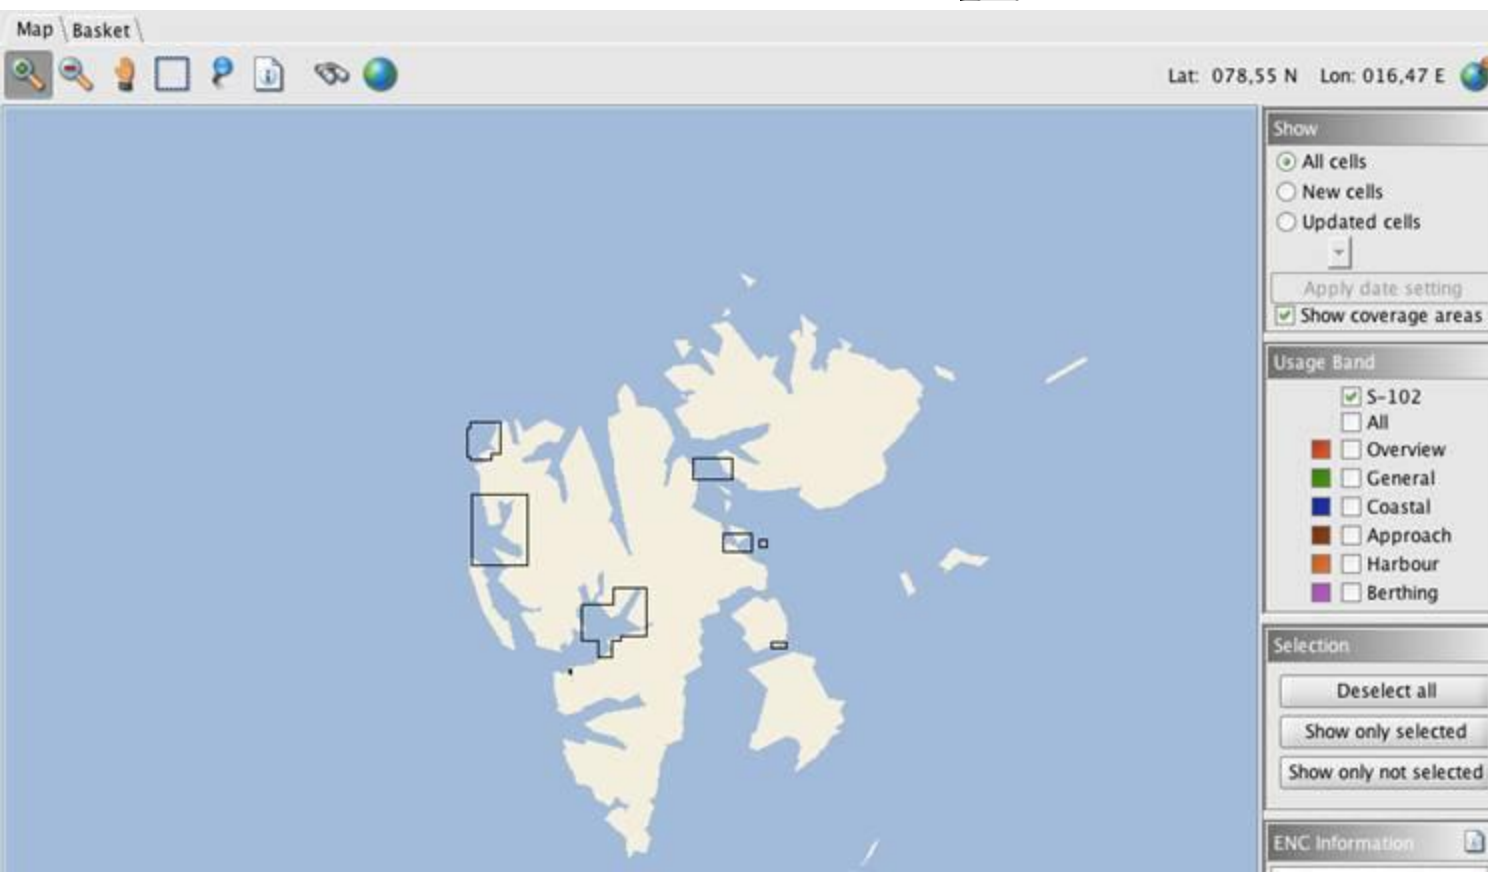 Map Basket
Lat: 078,55 N Lon: 016,47 E
Show
All cells
New cells
Updated cells
Apply date setting
Show coverage areas
Usage Band
S-102
All
Overview
General
Coastal
Approach
Harbour
Berthing
Selection
Deselect all
Show only selected
Show only not selected
ENC Information